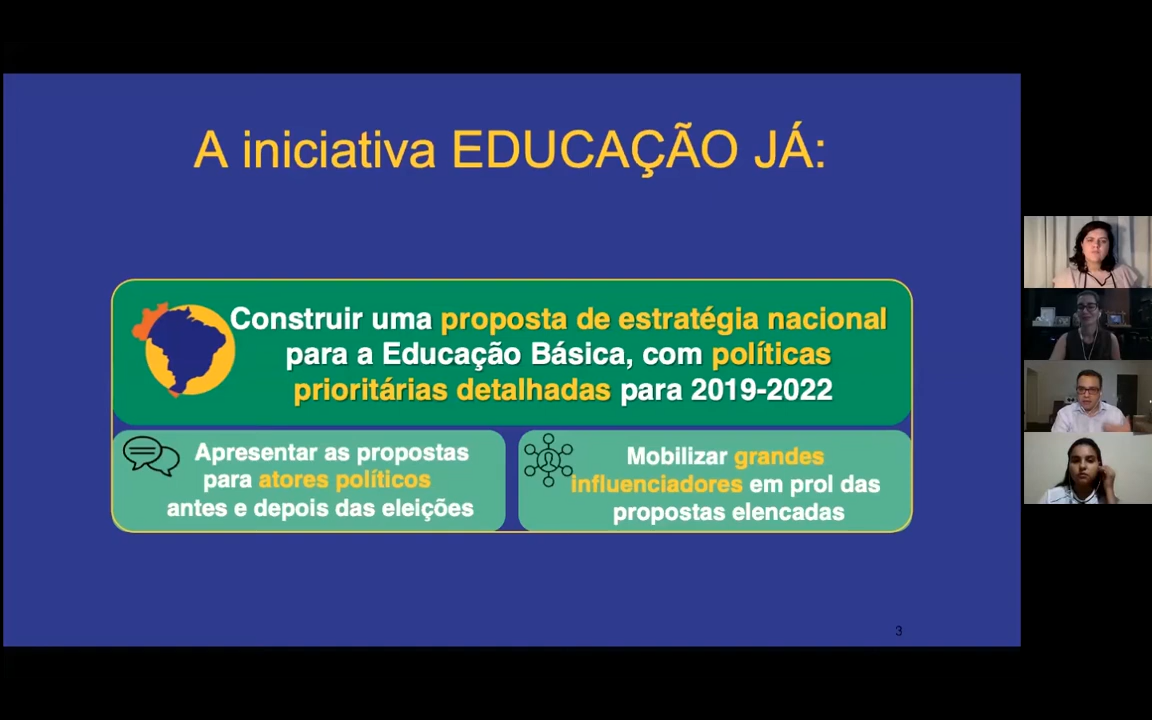 A iniciativa EDUCAÇÃO JÁ:
Construir uma proposta de estratégia nacional
para a Educação Básica, com políticas
prioritárias detalhadas para 2019-2022
Apresentar as propostas
para atores políticos
antes e depois das eleições
Mobilizar grandes
influenciadores em prol das
propostas elencadas
3